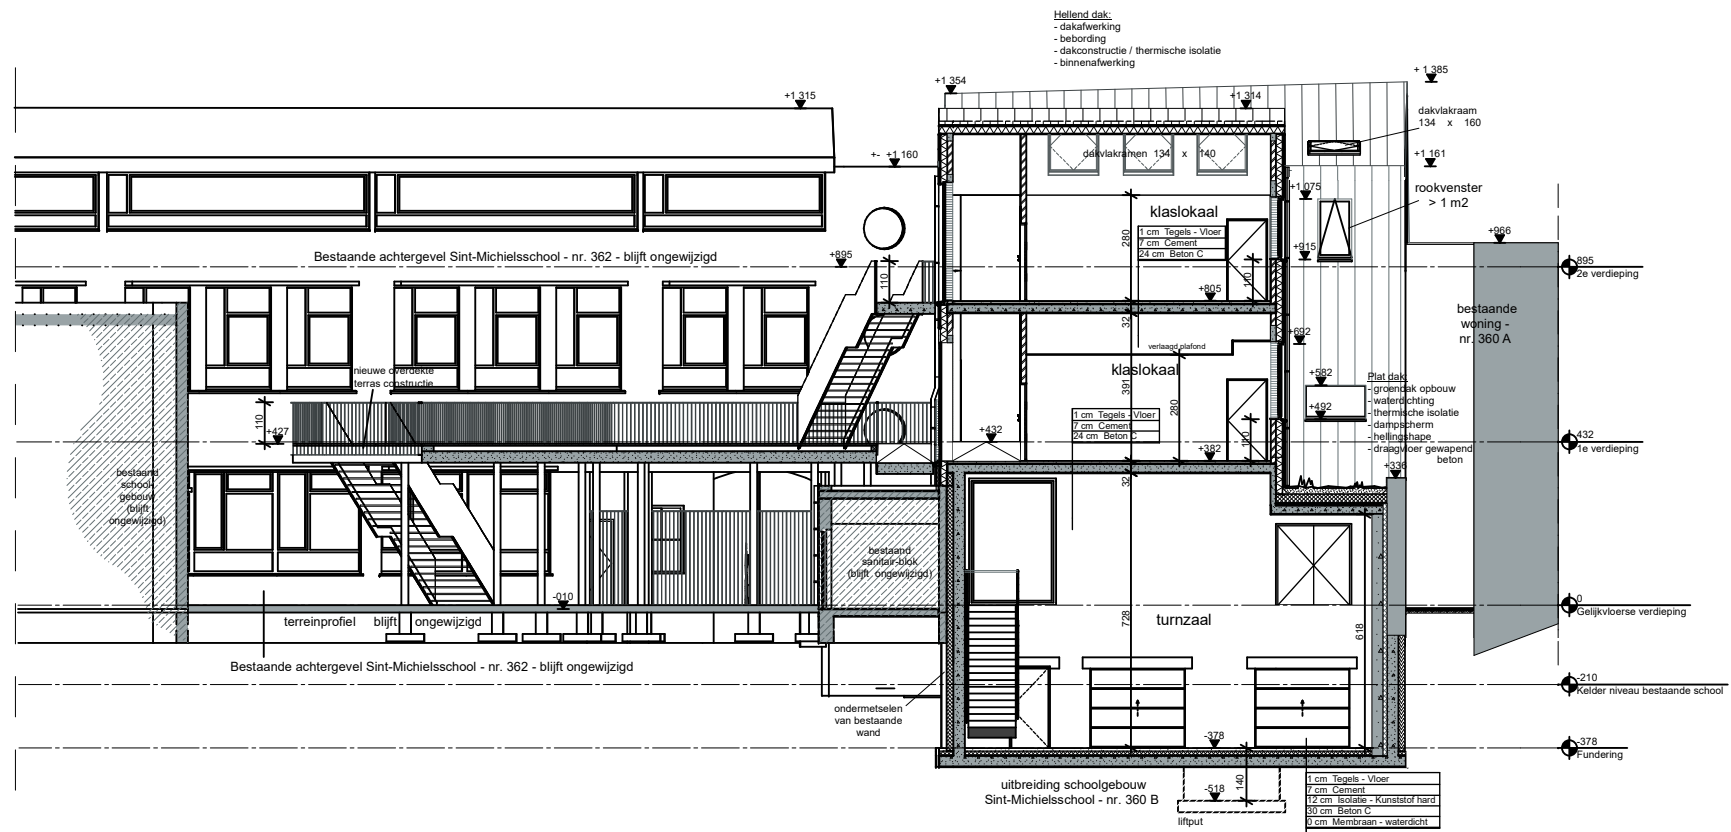 Hellend dak:
- dakafwerking
- bebording
- dakconstructie / thermische isolatie
- binnenafwerking
+1 354
+ 1 385
+1 315
+1 314
dakvlakraam
134 x 160
+- +1 160
dakvlakramen 134 x 140
+1 161
+1 075
rookvenster
> 1 m2
klaslokaal
1 cm Tegels - Vloer
7 cm Cement
24 cm Beton C
280
+966
+915
Bestaande achtergevel Sint-Michielsschool - nr. 362 - blijft ongewijzigd
+895
110
110
895
2e verdieping
+805
32
bestaande
woning -
nr. 360 A
+692
verlaagd plafond
nieuwe overdekte
terras constructie
klaslokaal
391
280
+582
Plat dak:
- groendak opbouw
- waterdichting
- thermische isolatie
- dampscherm
- hellingshape
- draagvloer gewapend
beton
+492
1 cm Tegels - Vloer
7 cm Cement
24 cm Beton C
110
+427
+432
110
432
1e verdieping
+382
32
+336
bestaand
school-
gebouw
(blijft
ongewijzigd)
bestaand
sanitair-blok
(blijft ongewijzigd)
-010
0
Gelijkvloerse verdieping
terreinprofiel blijft ongewijzigd
728
turnzaal
618
Bestaande achtergevel Sint-Michielsschool - nr. 362 - blijft ongewijzigd
-210
Kelder niveau bestaande school
ondermetselen
van bestaande
wand
-378
-378
Fundering
uitbreiding schoolgebouw
Sint-Michielsschool - nr. 360 B
140
-518
liftput
1 cm Tegels - Vloer
7 cm Cement
12 cm Isolatie - Kunststof hard
30 cm Beton C
0 cm Membraan - waterdicht